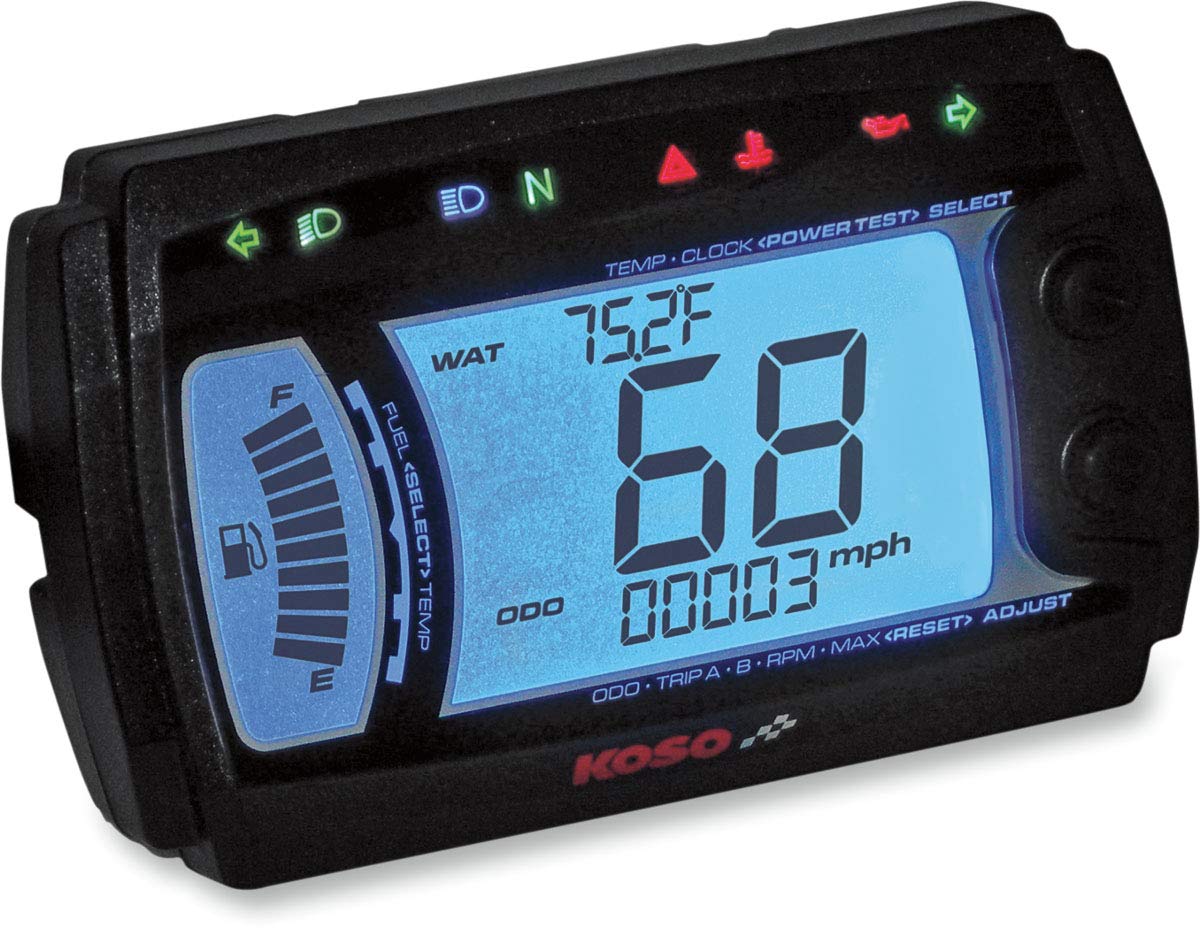 N
TEMP · CLOCK <POWER TEST> SELECT
75.2°F
WAT
68
mph
ODO
00003
F
E
FUEL <SELECT> TEMP
ODO · TRIP A · B · RPM · MAX <RESET> ADJUST
KOSO